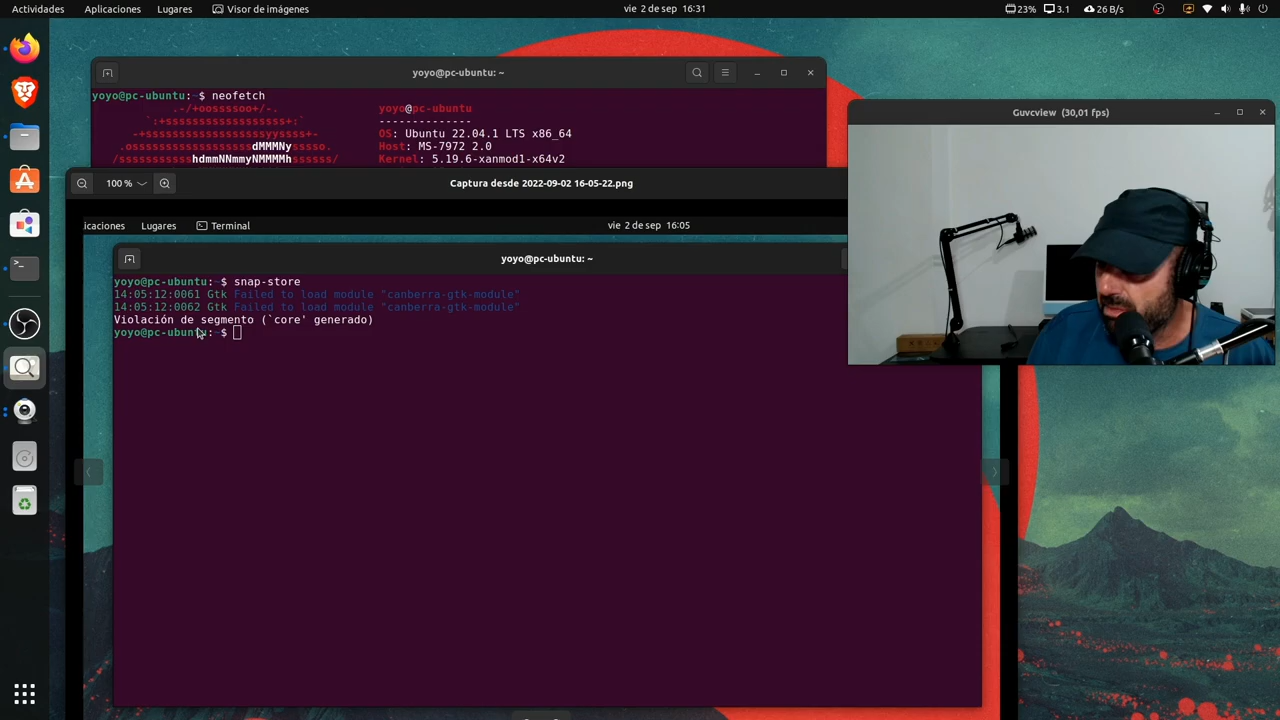 Actividades Aplicaciones Lugares Visor de imágenes vie 2 de sep 16:31 23% 3.1 26 B/s
yoyo@pc-ubuntu: ~
yoyo@pc-ubuntu:~$ neofetch
.-/+oossssoo+/-.
`:+ssssssssssssssssss+:`
-+ssssssssssssssssssyyssss+-
.ossssssssssssssssssdMMMNysssso.
/ssssssssssshdmmNNmmyNMMMMhssssss/
yoyo@pc-ubuntu
--------------
OS: Ubuntu 22.04.1 LTS x86_64
Host: MS-7972 2.0
Kernel: 5.19.6-xanmod1-x64v2
Guvcview (30,01 fps)
100 % Captura desde 2022-09-02 16-05-22.png
icaciones Lugares Terminal vie 2 de sep 16:05
yoyo@pc-ubuntu: ~
yoyo@pc-ubuntu:~$ snap-store
14:05:12:0061 Gtk Failed to load module "canberra-gtk-module"
14:05:12:0062 Gtk Failed to load module "canberra-gtk-module"
Violación de segmento (`core' generado)
yoyo@pc-ubuntu:~$